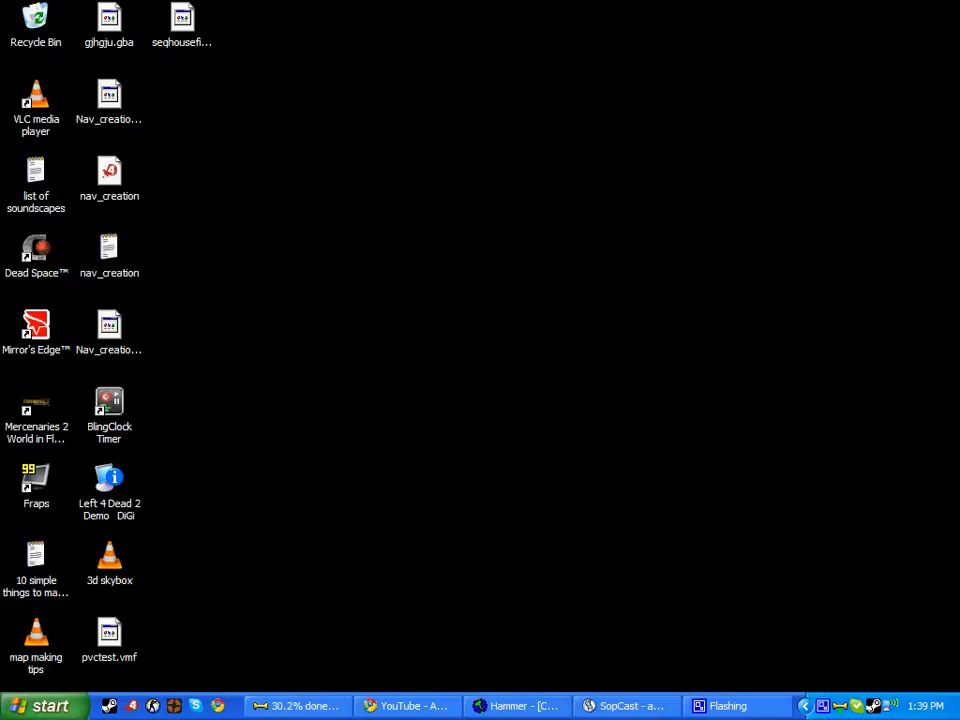 Recycle Bin
gjhgju.gba
seqhousefi...
VLC media
player
Nav_creatio...
list of
soundscapes
nav_creation
Dead Space™
nav_creation
Mirror's Edge™
Nav_creatio...
Mercenaries 2
World in Fl...
BlingClock
Timer
99
Fraps
Left 4 Dead 2
Demo DiGi
10 simple
things to ma...
3d skybox
map making
tips
pvctest.vmf
start
30.2% done...
YouTube - A...
Hammer - [C...
SopCast - a...
Flashing
1:39 PM